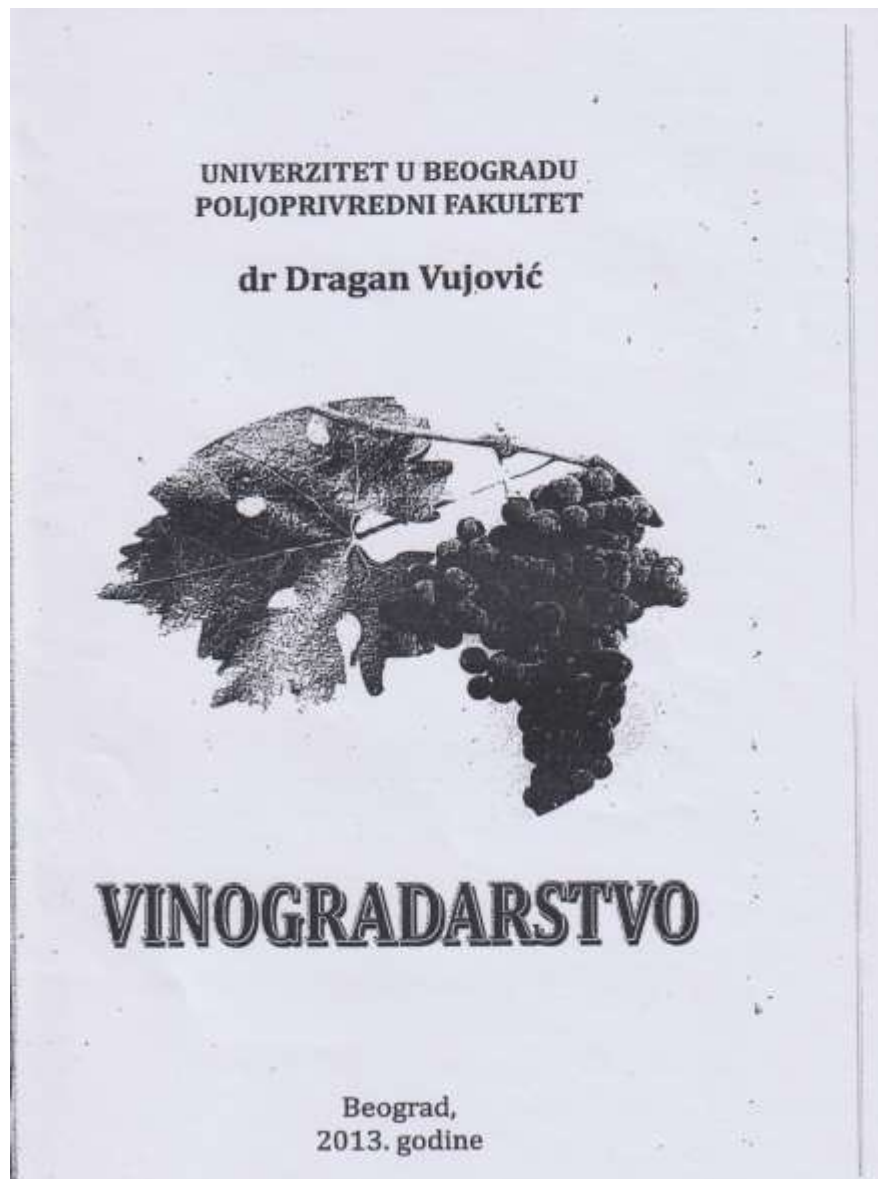 UNIVERZITET U BEOGRADU
POLJOPRIVREDNI FAKULTET
dr Dragan Vujović
VINOGRADARSTVO
Beograd,
2013. godine